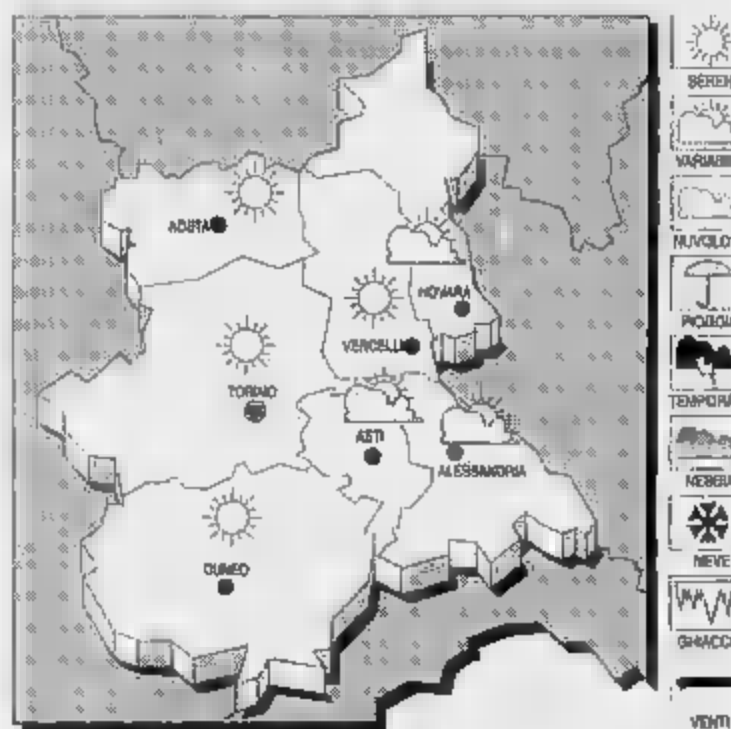 AOSTA
NOVARA
VERCELLI
TORINO
ASTI
ALESSANDRIA
CUNEO
SEREN
VARIABI
NUVOLO
PIOGGIA
TEMPORA
NEBBIA
NEVE
GHIACCI
VENTI